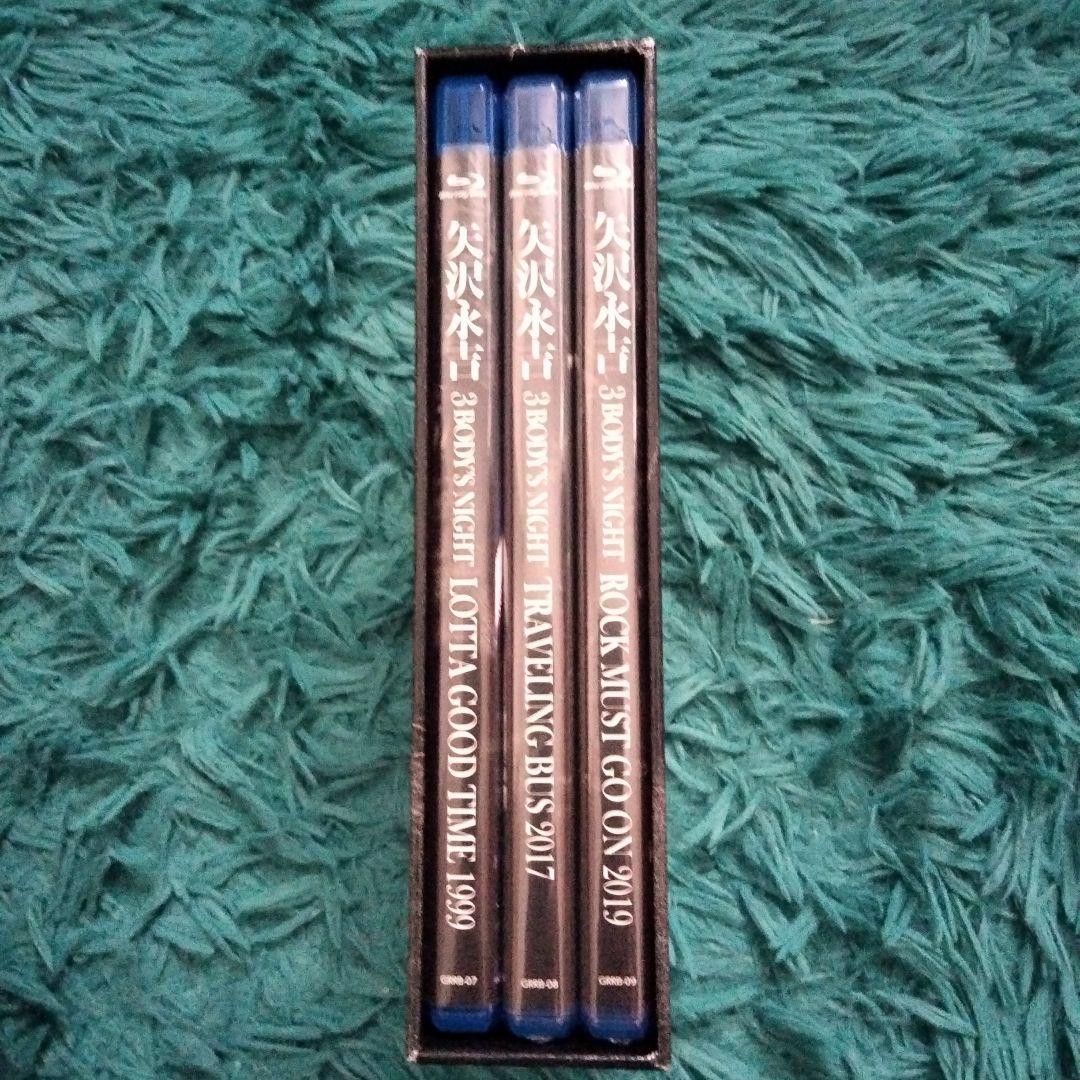 矢沢永吉 3 BODY'S NIGHT LOTTA GOOD TIME 1999
GRRB-07
矢沢永吉 3 BODY'S NIGHT TRAVELING BUS 2017
GRRB-08
矢沢永吉 3 BODY'S NIGHT ROCK MUST GO ON 2019
GRRB-09